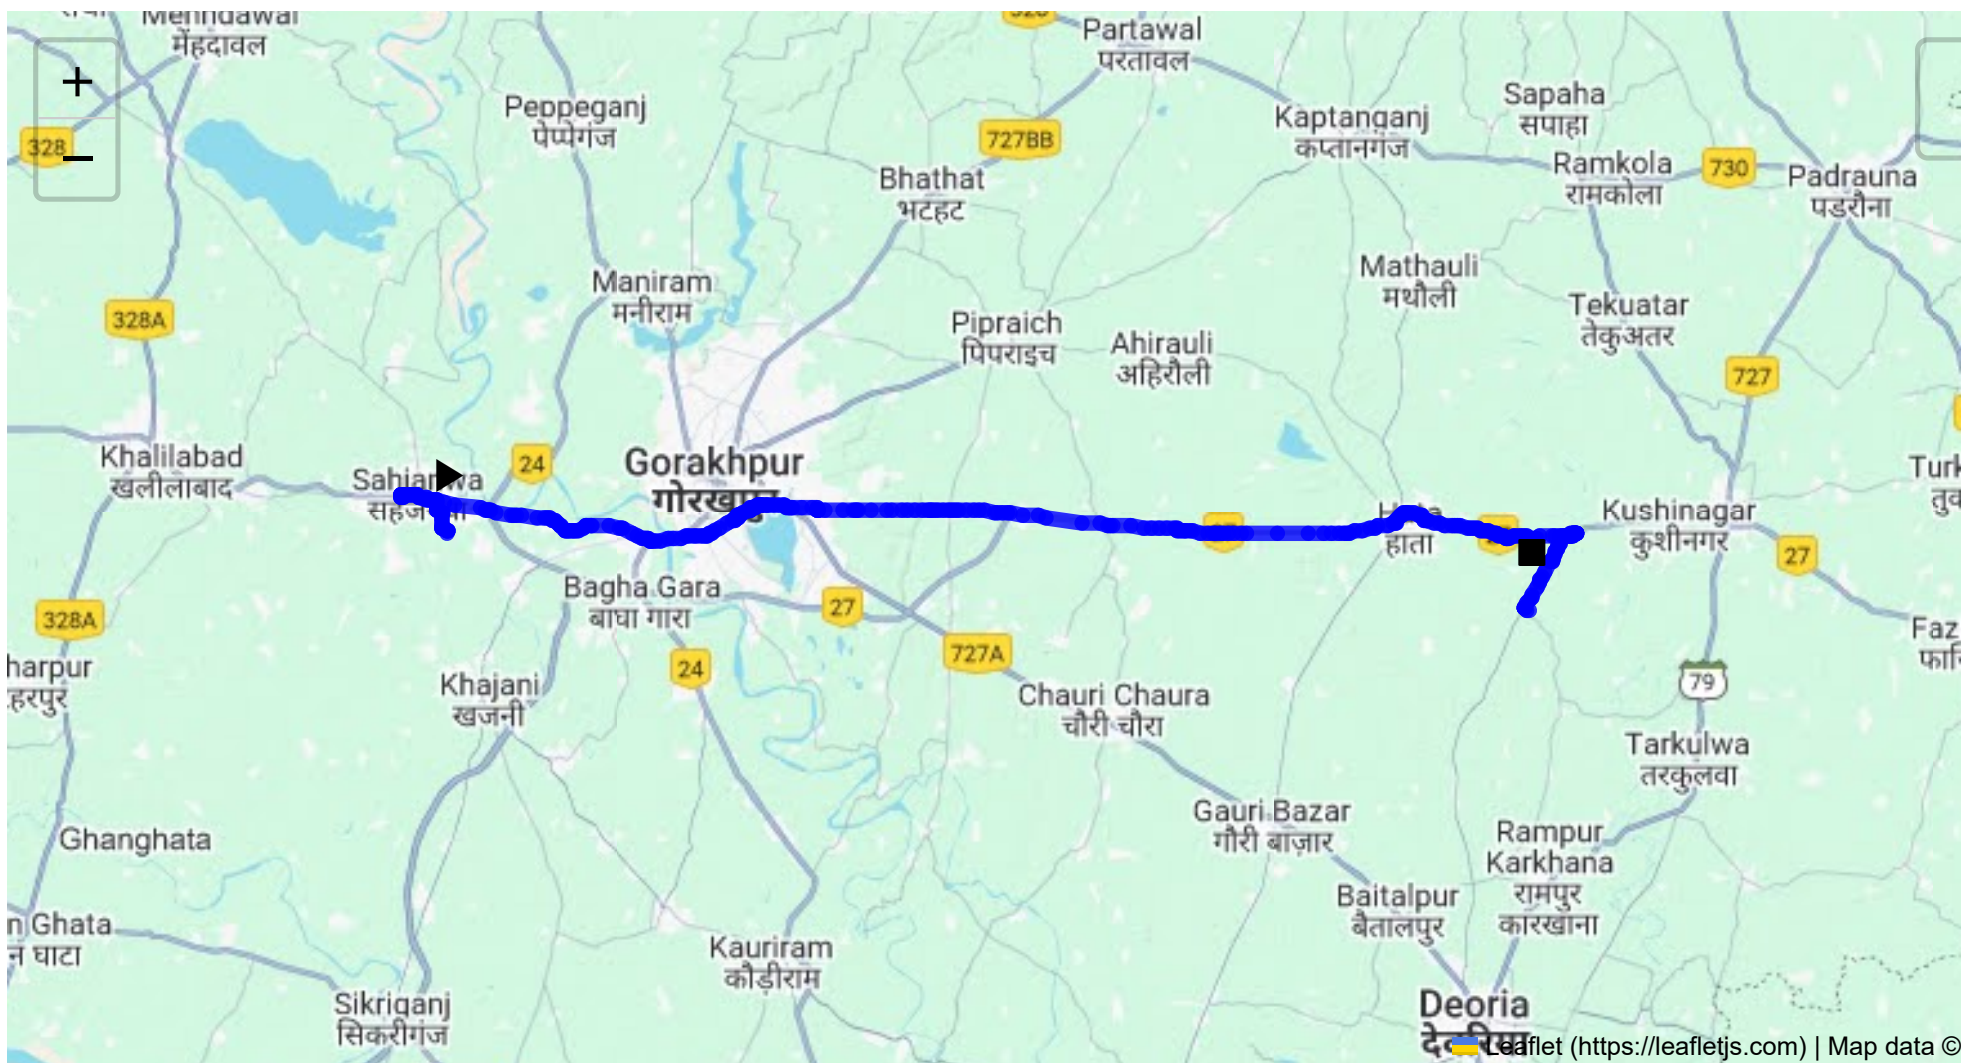 Menhdawal
मेंहदावल
+
−
328
Partawal
परतावल
Peppeganj
पेप्पेगंज
727BB
Kaptanganj
कप्तानगंज
Sapaha
सपाहा
Ramkola
रामकोला
730
Padrauna
पडरौना
Bhathat
भटहट
Maniram
मनीराम
Mathauli
मथौली
328A
Tekuatar
तेकुअतर
Pipraich
पिपराइच
Ahirauli
अहिरौली
727
Khalilabad
खलीलाबाद
24
Gorakhpur
Kushinagar
कुशीनगर
हाता
27
Bagha Gara
बाघा गारा
27
328A
24
727A
Khajani
खजनी
79
Chauri Chaura
चौरी चौरा
Tarkulwa
तरकुलवा
Gauri Bazar
गौरी बाज़ार
Ghanghata
Rampur
Karkhana
रामपुर
कारखाना
Baitalpur
बैतालपुर
Kauriram
कौड़ीराम
Sikriganj
सिकरीगंज
Deoria
Leaflet (https://leafletjs.com) | Map data ©